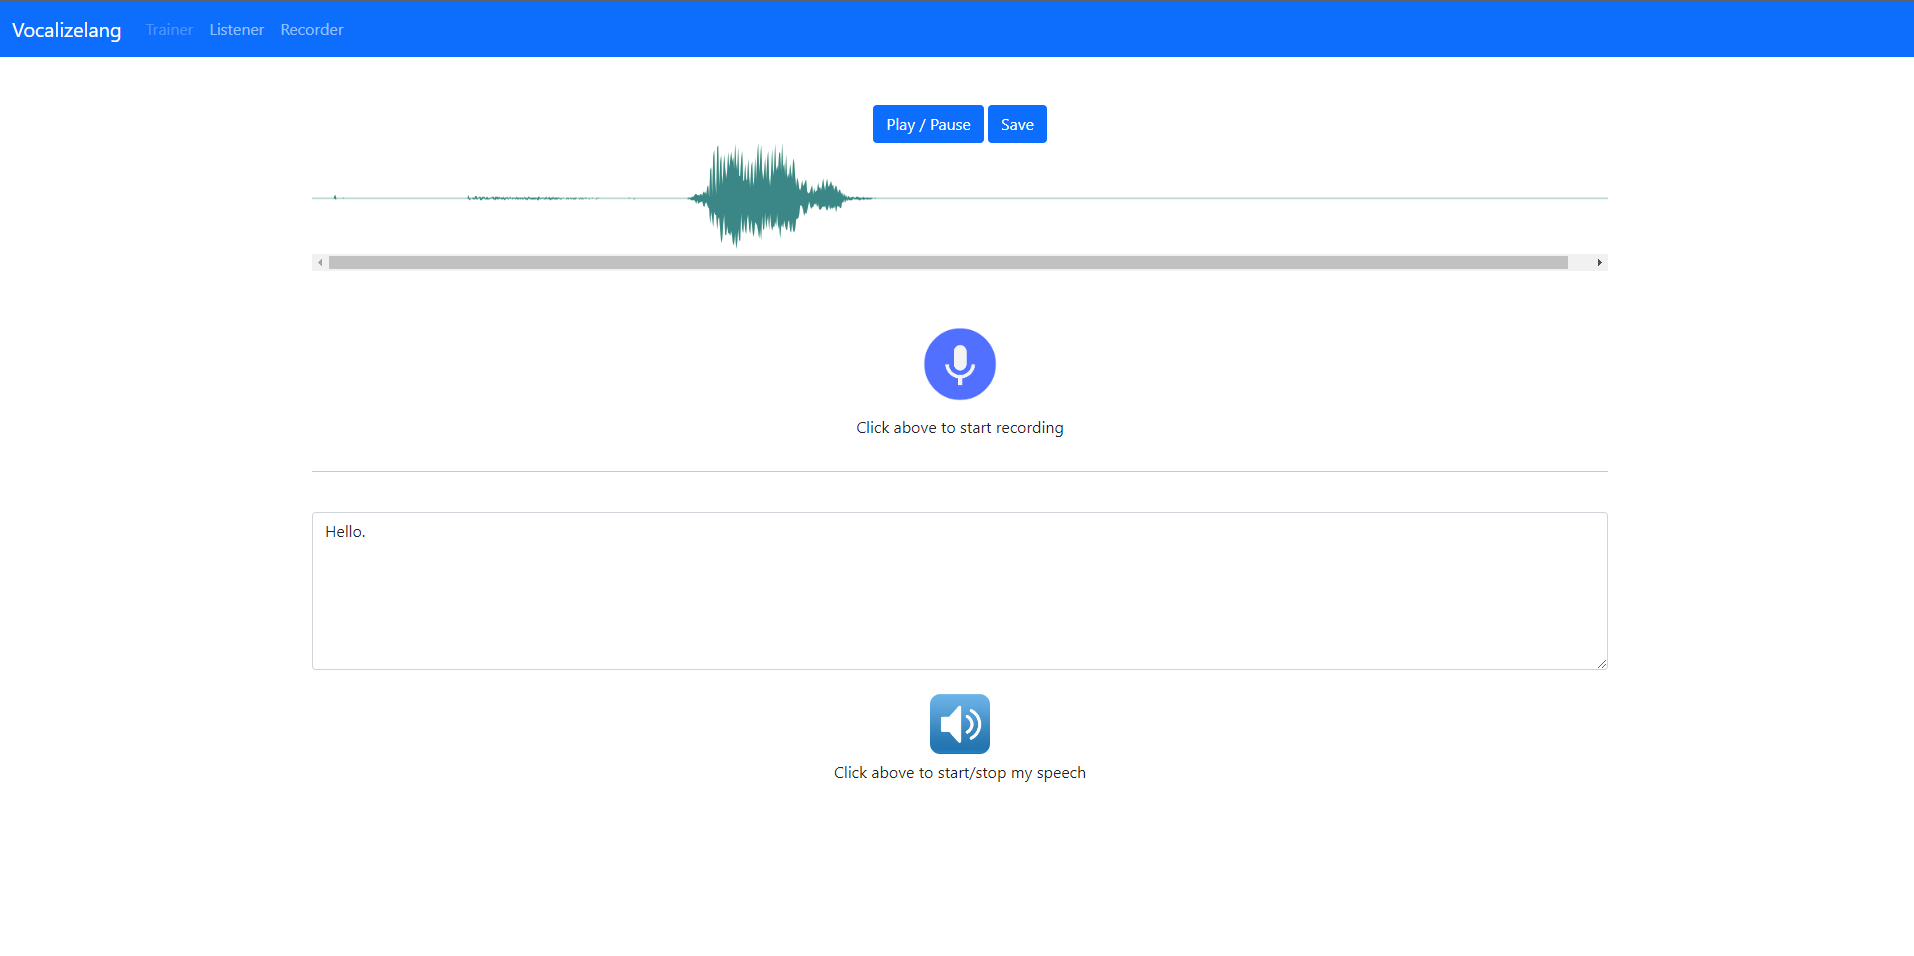 Vocalizelang Trainer Listener Recorder
Play / Pause Save
Click above to start recording
Hello.
Click above to start/stop my speech